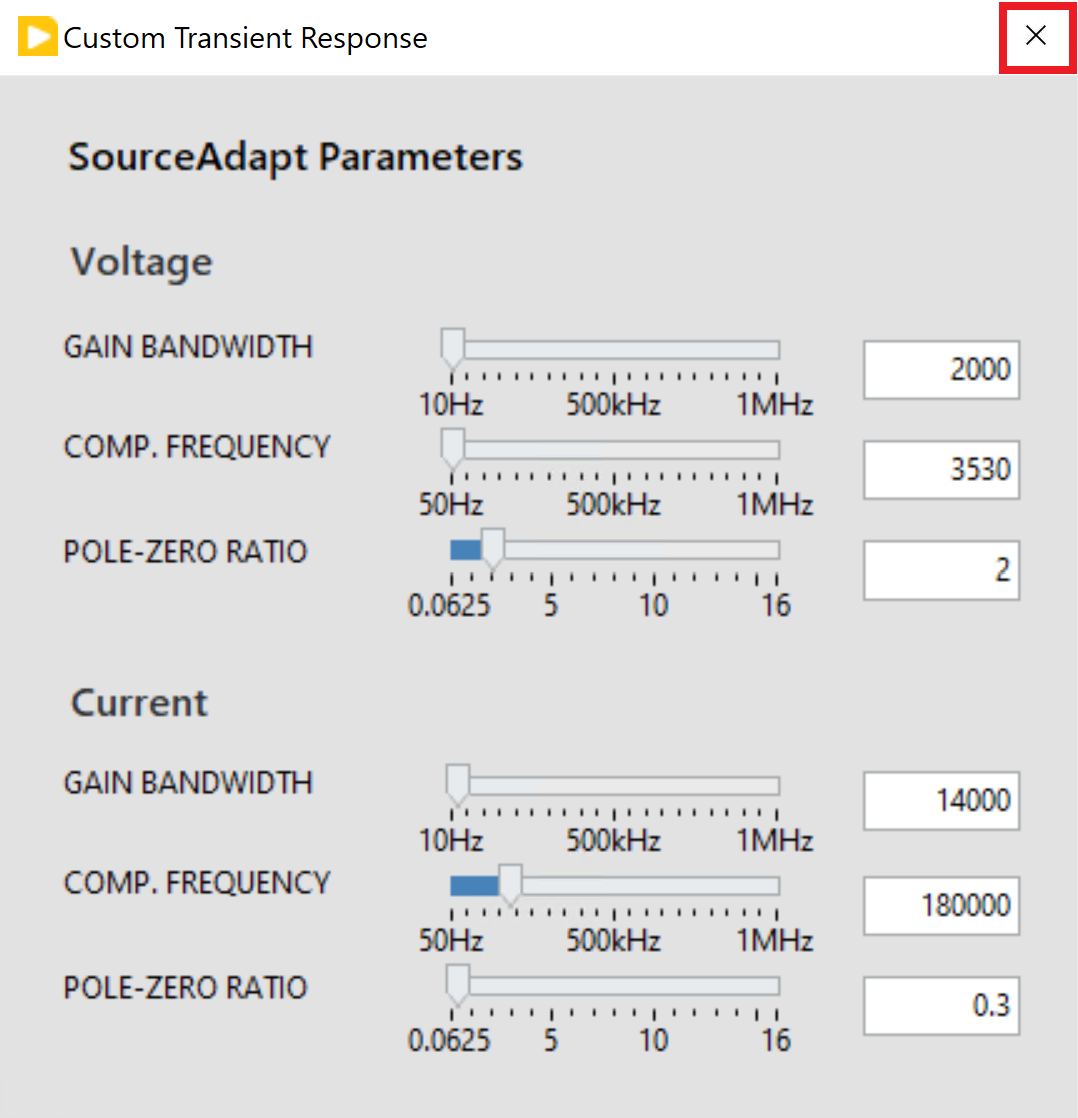 Custom Transient Response
SourceAdapt Parameters
Voltage
GAIN BANDWIDTH
10Hz 500kHz 1MHz
2000
COMP. FREQUENCY
50Hz 500kHz 1MHz
3530
POLE-ZERO RATIO
0.0625 5 10 16
2
Current
GAIN BANDWIDTH
10Hz 500kHz 1MHz
14000
COMP. FREQUENCY
50Hz 500kHz 1MHz
180000
POLE-ZERO RATIO
0.0625 5 10 16
0.3